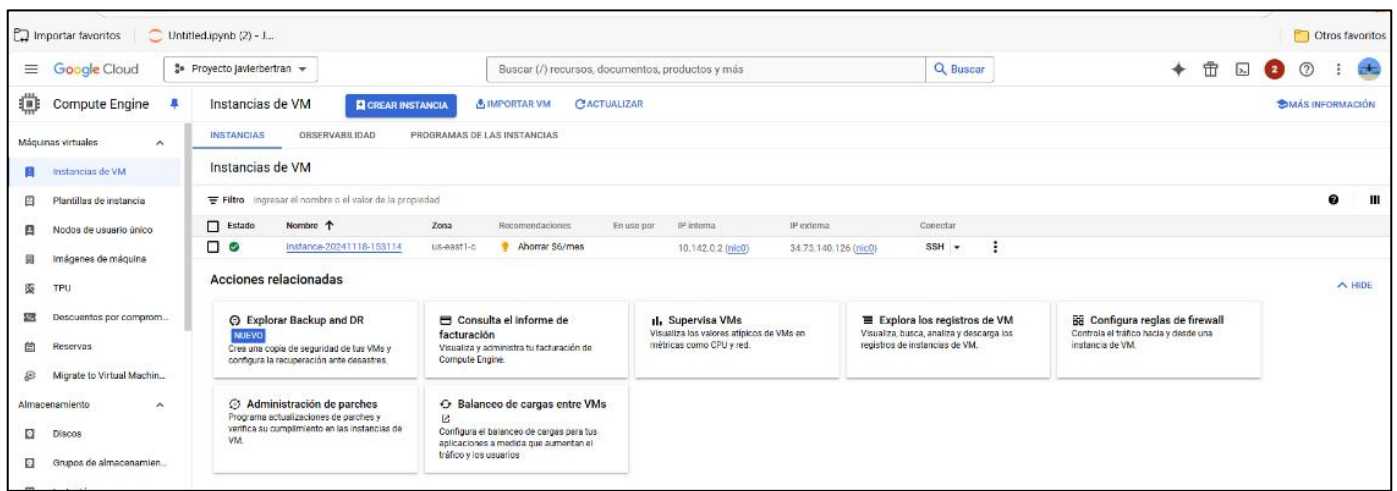 Importar favoritos
Untitled.ipynb (2) - J...
Otros favoritos
Google Cloud
Proyecto javierbertran
Buscar (/) recursos, documentos, productos y más
Buscar
2
Compute Engine
Instancias de VM
CREAR INSTANCIA
IMPORTAR VM
ACTUALIZAR
MÁS INFORMACIÓN
Máquinas virtuales
Instancias de VM
Plantillas de instancia
Nodos de usuario único
Imágenes de máquina
TPU
Descuentos por comprom...
Reservas
Migrate to Virtual Machin...
Almacenamiento
Discos
Grupos de almacenamien...
INSTANCIAS
OBSERVABILIDAD
PROGRAMAS DE LAS INSTANCIAS
Instancias de VM
Filtro Ingresar el nombre o el valor de la propiedad
Estado Nombre Zona Recomendaciones En uso por IP interna IP externa Conectar
instance-20241118-153114 us-east1-c Ahorrar $6/mes 10.142.0.2 (nic0) 34.73.140.126 (nic0) SSH
Acciones relacionadas
HIDE
Explorar Backup and DR
NUEVO
Crea una copia de seguridad de tus VMs y
configura la recuperación ante desastres.
Consulta el informe de
facturación
Visualiza y administra tu facturación de
Compute Engine.
Supervisa VMs
Visualiza los valores atípicos de VMs en
métricas como CPU y red.
Explora los registros de VM
Visualiza, busca, analiza y descarga los
registros de instancias de VM.
Configura reglas de firewall
Controla el tráfico hacia y desde una
instancia de VM.
Administración de parches
Programa actualizaciones de parches y
verifica su cumplimiento en las instancias de
VM.
Balanceo de cargas entre VMs
Configura el balanceo de cargas para tus
aplicaciones a medida que aumentan el
tráfico y los usuarios